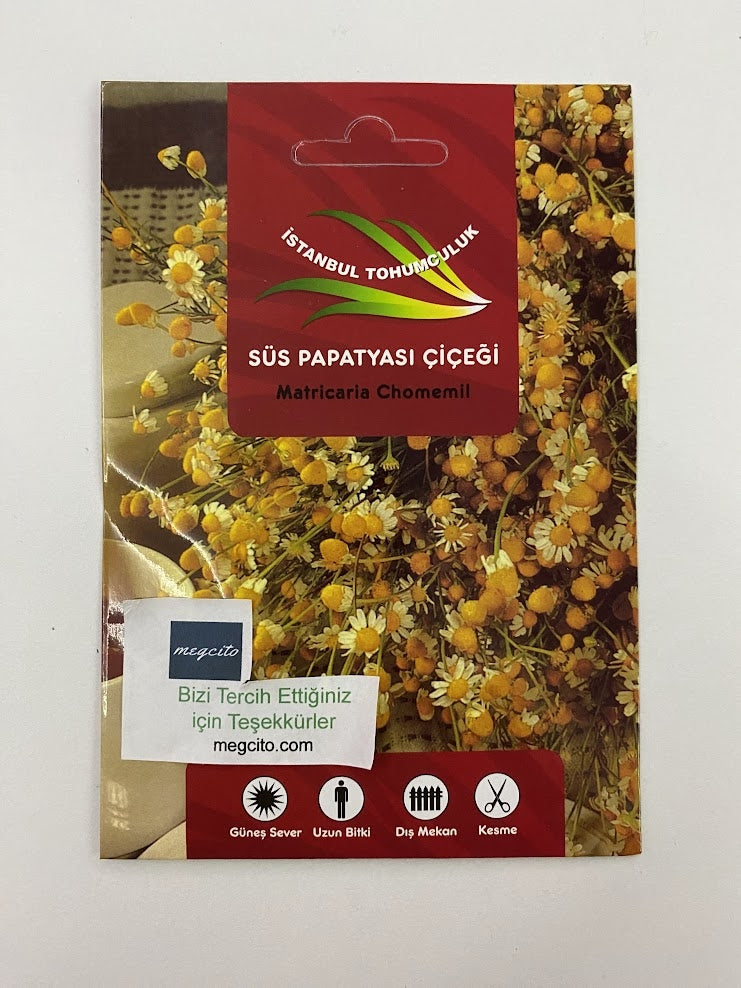 İSTANBUL TOHUMCULUK
SÜS PAPATYASI ÇİÇEĞİ
Matricaria Chomemil
megcito
Bizi Tercih Ettiğiniz
için Teşekkürler
megcito.com
Güneş Sever Uzun Bitki Dış Mekan Kesme